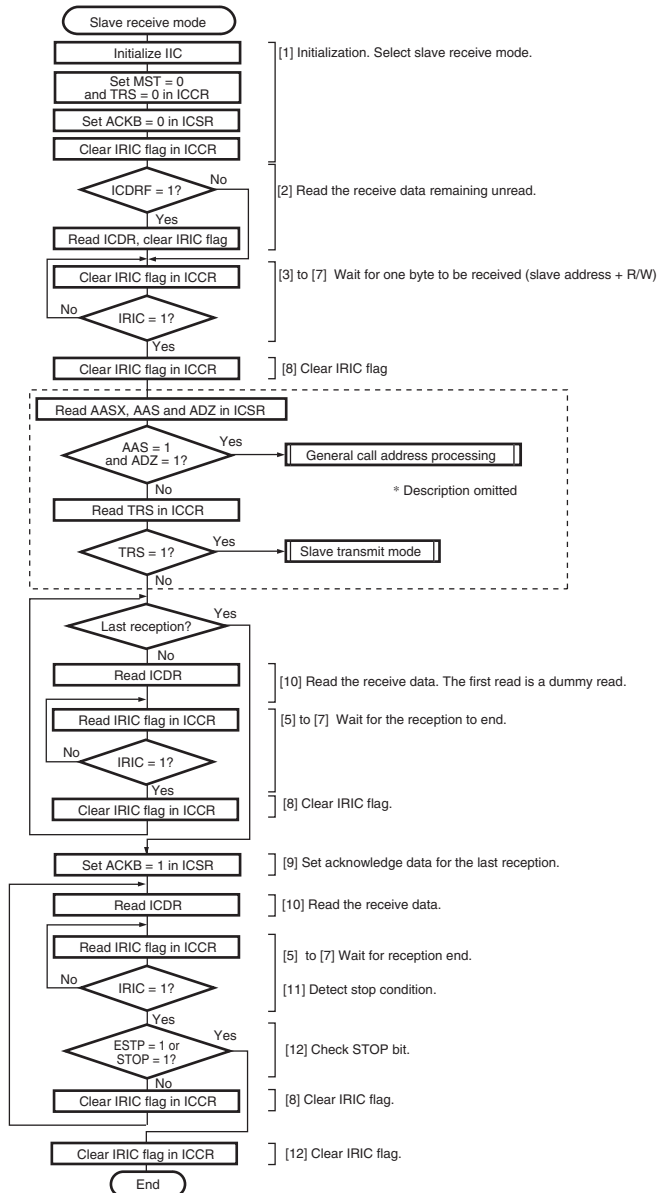 Slave receive mode
Initialize IIC
[1] Initialization. Select slave receive mode.
Set MST = 0
and TRS = 0 in ICCR
Set ACKB = 0 in ICSR
Clear IRIC flag in ICCR
ICDRF = 1?
No
[2] Read the receive data remaining unread.
Yes
Read ICDR, clear IRIC flag
Clear IRIC flag in ICCR
[3] to [7] Wait for one byte to be received (slave address + R/W)
No
IRIC = 1?
Yes
Clear IRIC flag in ICCR
[8] Clear IRIC flag
Read AASX, AAS and ADZ in ICSR
AAS = 1
and ADZ = 1?
Yes
General call address processing
No
* Description omitted
Read TRS in ICCR
TRS = 1?
Yes
Slave transmit mode
No
Last reception?
Yes
No
Read ICDR
[10] Read the receive data. The first read is a dummy read.
Read IRIC flag in ICCR
[5] to [7] Wait for the reception to end.
No
IRIC = 1?
Yes
Clear IRIC flag in ICCR
[8] Clear IRIC flag.
Set ACKB = 1 in ICSR
[9] Set acknowledge data for the last reception.
Read ICDR
[10] Read the receive data.
Read IRIC flag in ICCR
[5] to [7] Wait for reception end.
No
IRIC = 1?
[11] Detect stop condition.
Yes
ESTP = 1 or
STOP = 1?
Yes
[12] Check STOP bit.
No
Clear IRIC flag in ICCR
[8] Clear IRIC flag.
Clear IRIC flag in ICCR
[12] Clear IRIC flag.
End